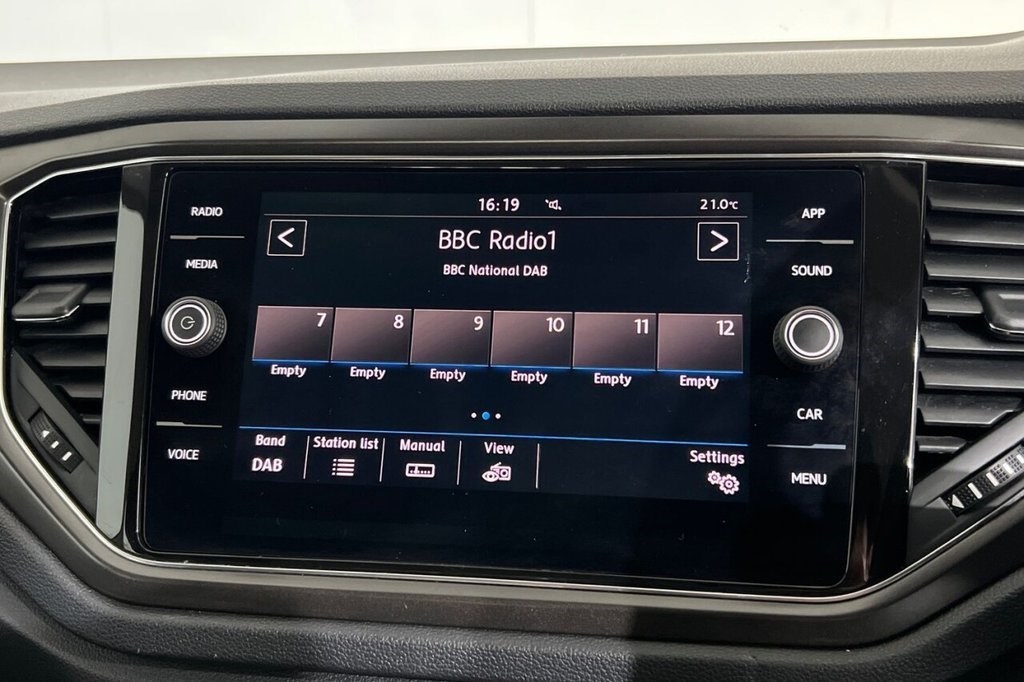 RADIO
MEDIA
PHONE
VOICE
16:19
21.0°C
<
BBC Radio1
>
BBC National DAB
7 8 9 10 11 12
Empty Empty Empty Empty Empty Empty
Band Station list Manual View Settings
DAB
APP
SOUND
CAR
MENU